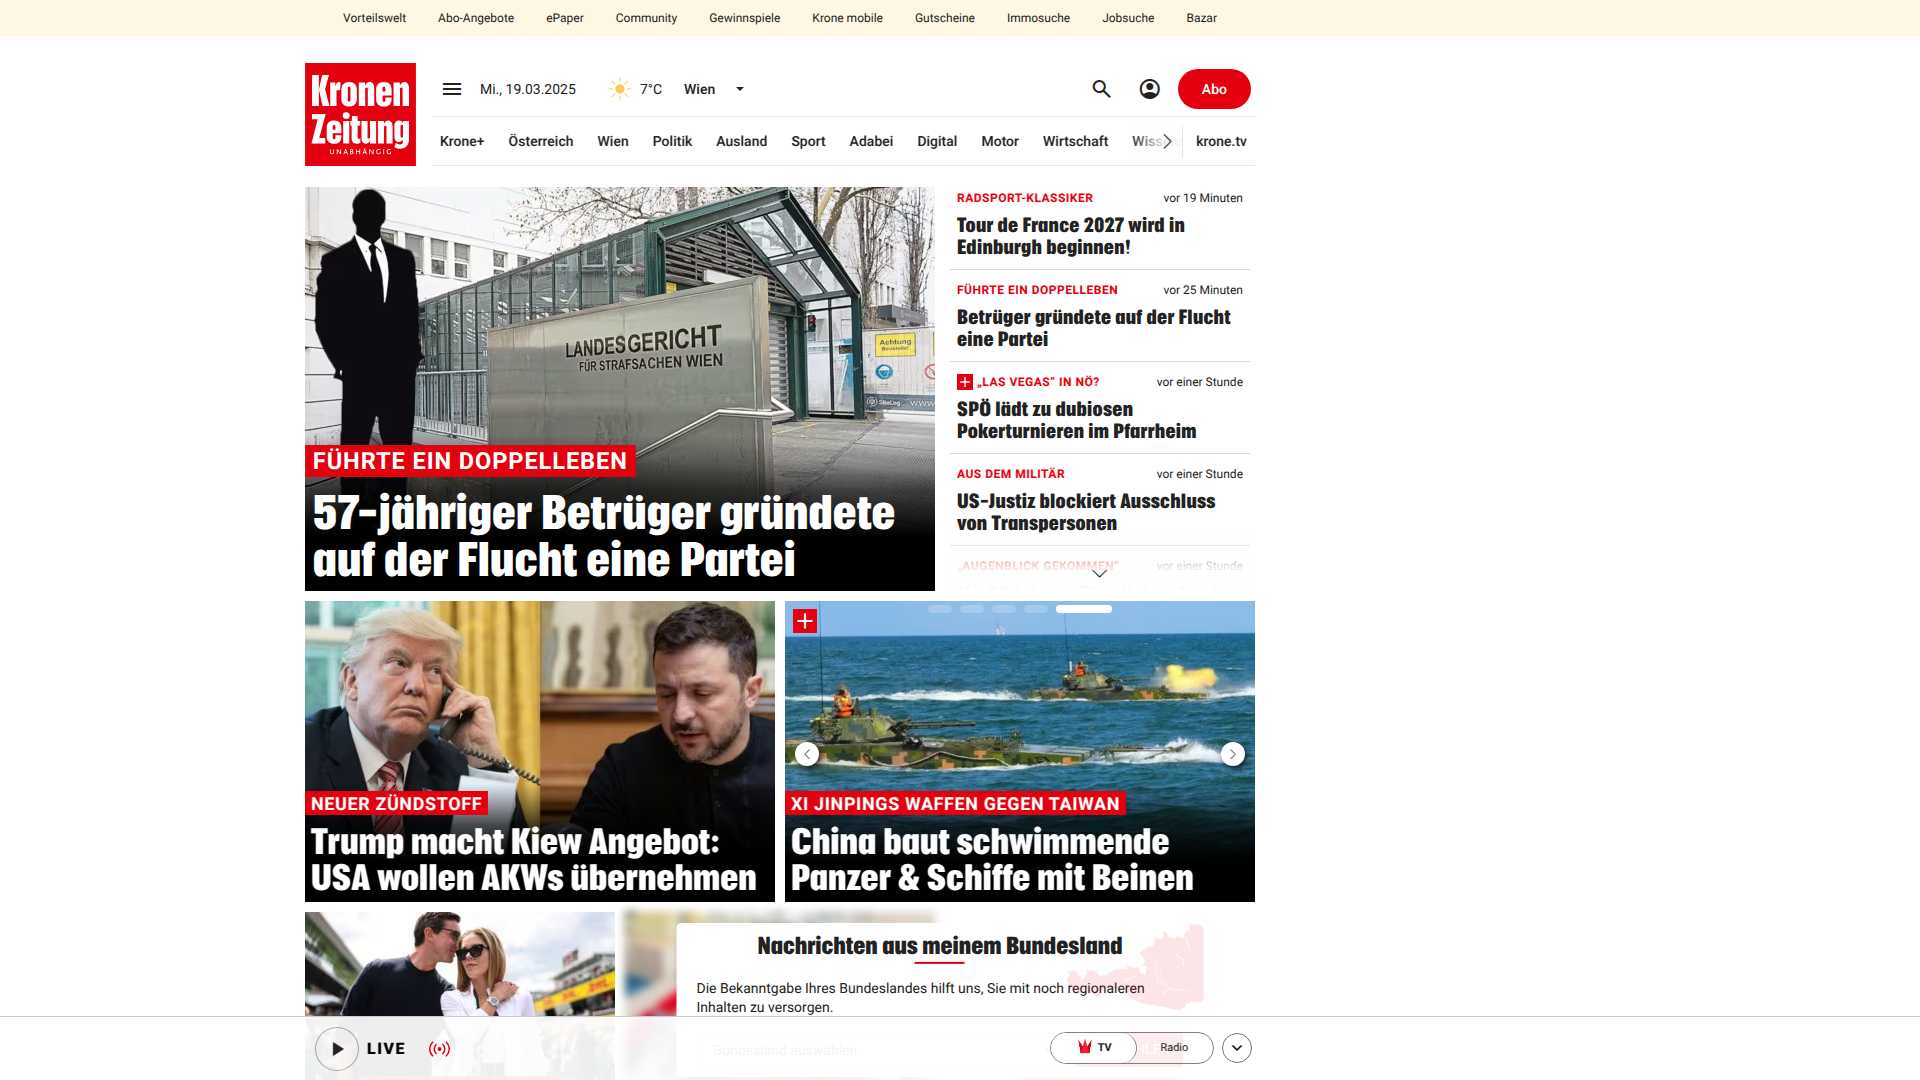 Vorteilswelt Abo-Angebote ePaper Community Gewinnspiele Krone mobile Gutscheine Immosuche Jobsuche Bazar
Kronen
Zeitung
UNABHÄNGIG
Mi., 19.03.2025 7°C Wien
Abo
Krone+ Österreich Wien Politik Ausland Sport Adabei Digital Motor Wirtschaft krone.tv
LANDESGERICHT
FÜR STRAFSACHEN WIEN
Achtung
FÜHRTE EIN DOPPELLEBEN
57-jähriger Betrüger gründete
auf der Flucht eine Partei
RADSPORT-KLASSIKER vor 19 Minuten
Tour de France 2027 wird in
Edinburgh beginnen!
FÜHRTE EIN DOPPELLEBEN vor 25 Minuten
Betrüger gründete auf der Flucht
eine Partei
„LAS VEGAS“ IN NÖ? vor einer Stunde
SPÖ lädt zu dubiosen
Pokerturnieren im Pfarrheim
AUS DEM MILITÄR vor einer Stunde
US-Justiz blockiert Ausschluss
von Transpersonen
„AUGENBLICK GEKOMMEN“ vor einer Stunde
NEUER ZÜNDSTOFF
Trump macht Kiew Angebot:
USA wollen AKWs übernehmen
XI JINPINGS WAFFEN GEGEN TAIWAN
China baut schwimmende
Panzer & Schiffe mit Beinen
Nachrichten aus meinem Bundesland
Die Bekanntgabe Ihres Bundeslandes hilft uns, Sie mit noch regionaleren
Inhalten zu versorgen.
Bundesland auswählen
LIVE
TV Radio